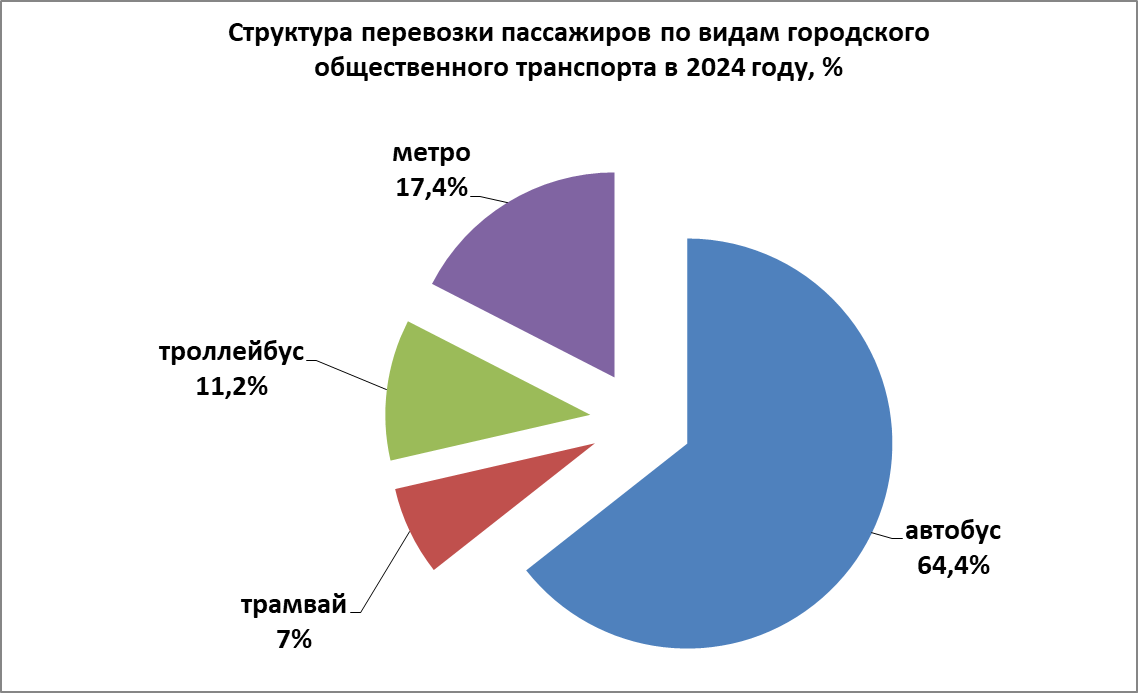 Структура перевозки пассажиров по видам городского
общественного транспорта в 2024 году, %
метро
17,4%
троллейбус
11,2%
автобус
64,4%
трамвай
7%